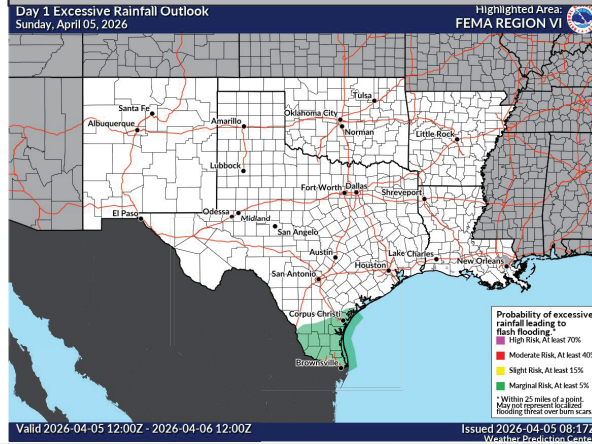 Day 1 Excessive Rainfall Outlook
Sunday, April 05, 2026
Highlighted Area:
FEMA REGION VI
Tulsa
Santa Fe
Oklahoma City
Albuquerque
Amarillo
Norman
Little Rock
Lubbock
Fort Worth
Dallas
Shreveport
El Paso
Odessa
Midland
San Angelo
Austin
Lake Charles
New Orleans
Houston
San Antonio
Corpus Christi
Brownsville
Probability of excessive
rainfall leading to
flash flooding.*
High Risk, At least 70%
Moderate Risk, At least 40%
Slight Risk, At least 15%
Marginal Risk, At least 5%
* Within 25 miles of a point.
May not represent localized
flooding threat over burn scars.
Valid 2026-04-05 12:00Z - 2026-04-06 12:00Z
Issued 2026-04-05 08:17Z
Weather Prediction Cente